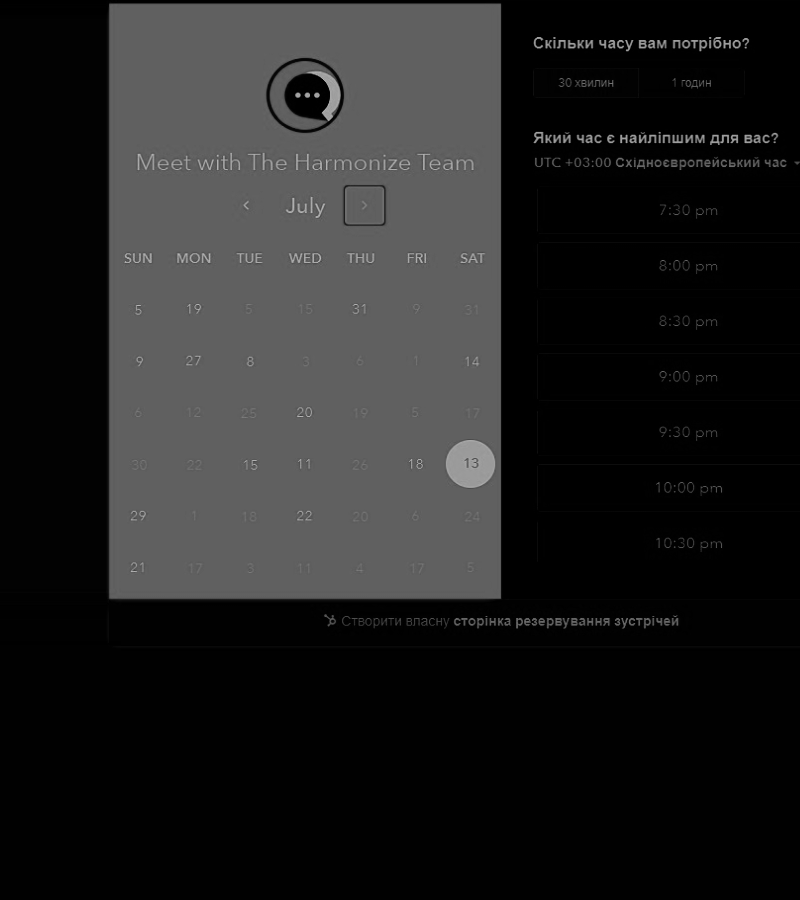 Meet with The Harmonize Team
July
SUN MON TUE WED THU FRI SAT
5 19 5 15 31 9 31
9 27 8 3 6 1 14
6 12 25 20 19 5 17
30 22 15 11 26 18 13
29 1 18 22 20 6 24
21 17 3 11 4 17 5
Скільки часу вам потрібно?
30 хвилин 1 годин
Який час є найліпшим для вас?
UTC +03:00 Східноєвропейський час
7:30 pm
8:00 pm
8:30 pm
9:00 pm
9:30 pm
10:00 pm
10:30 pm
Створити власну сторінка резервування зустрічей